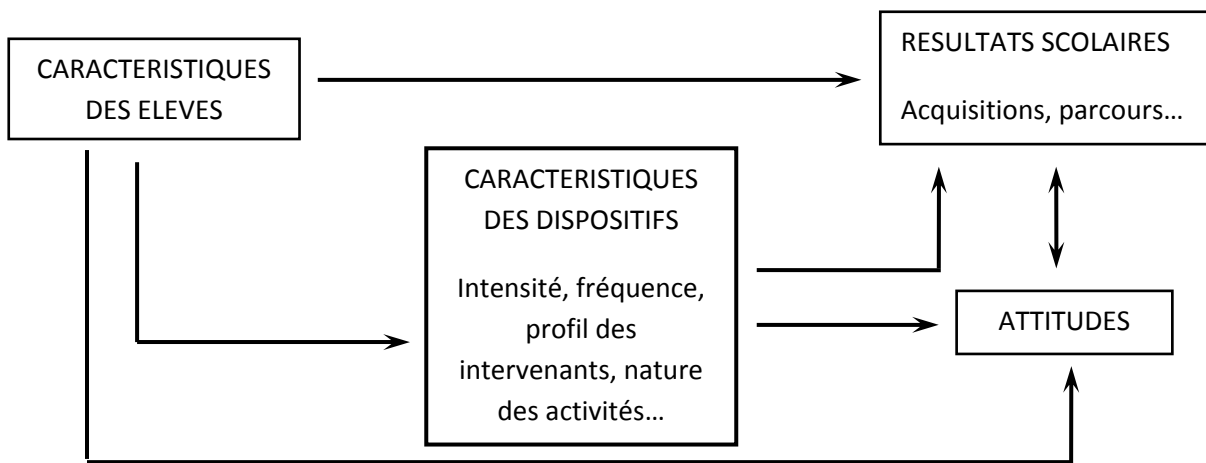 CARACTERISTIQUES
DES ELEVES
RESULTATS SCOLAIRES
Acquisitions, parcours…
CARACTERISTIQUES
DES DISPOSITIFS
Intensité, fréquence,
profil des
intervenants, nature
des activités…
ATTITUDES